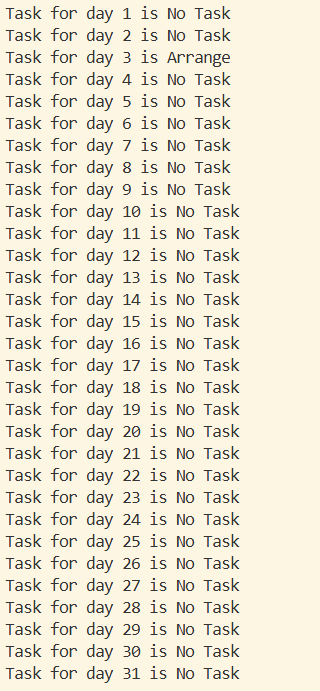 Task for day 1 is No Task
Task for day 2 is No Task
Task for day 3 is Arrange
Task for day 4 is No Task
Task for day 5 is No Task
Task for day 6 is No Task
Task for day 7 is No Task
Task for day 8 is No Task
Task for day 9 is No Task
Task for day 10 is No Task
Task for day 11 is No Task
Task for day 12 is No Task
Task for day 13 is No Task
Task for day 14 is No Task
Task for day 15 is No Task
Task for day 16 is No Task
Task for day 17 is No Task
Task for day 18 is No Task
Task for day 19 is No Task
Task for day 20 is No Task
Task for day 21 is No Task
Task for day 22 is No Task
Task for day 23 is No Task
Task for day 24 is No Task
Task for day 25 is No Task
Task for day 26 is No Task
Task for day 27 is No Task
Task for day 28 is No Task
Task for day 29 is No Task
Task for day 30 is No Task
Task for day 31 is No Task